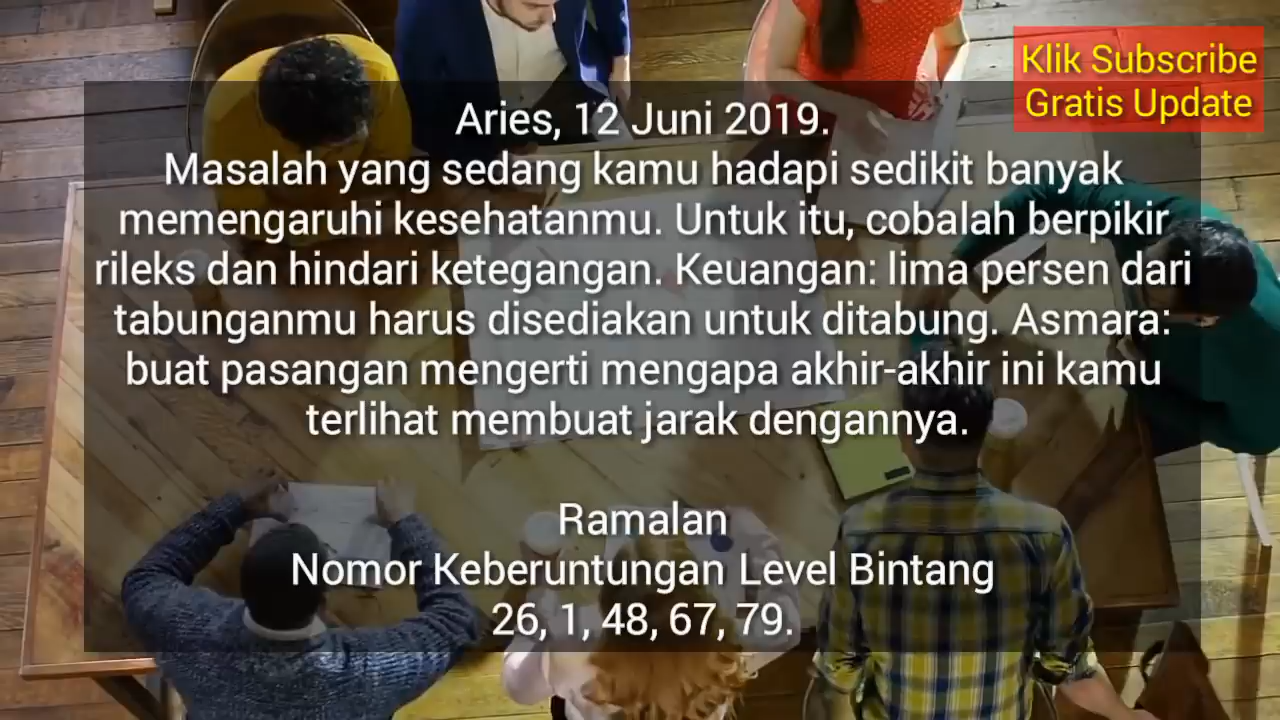 Klik Subscribe
Gratis Update
Aries, 12 Juni 2019.
Masalah yang sedang kamu hadapi sedikit banyak
memengaruhi kesehatanmu. Untuk itu, cobalah berpikir
rileks dan hindari ketegangan. Keuangan: lima persen dari
tabunganmu harus disediakan untuk ditabung. Asmara:
buat pasangan mengerti mengapa akhir-akhir ini kamu
terlihat membuat jarak dengannya.
Ramalan
Nomor Keberuntungan Level Bintang
26, 1, 48, 67, 79.